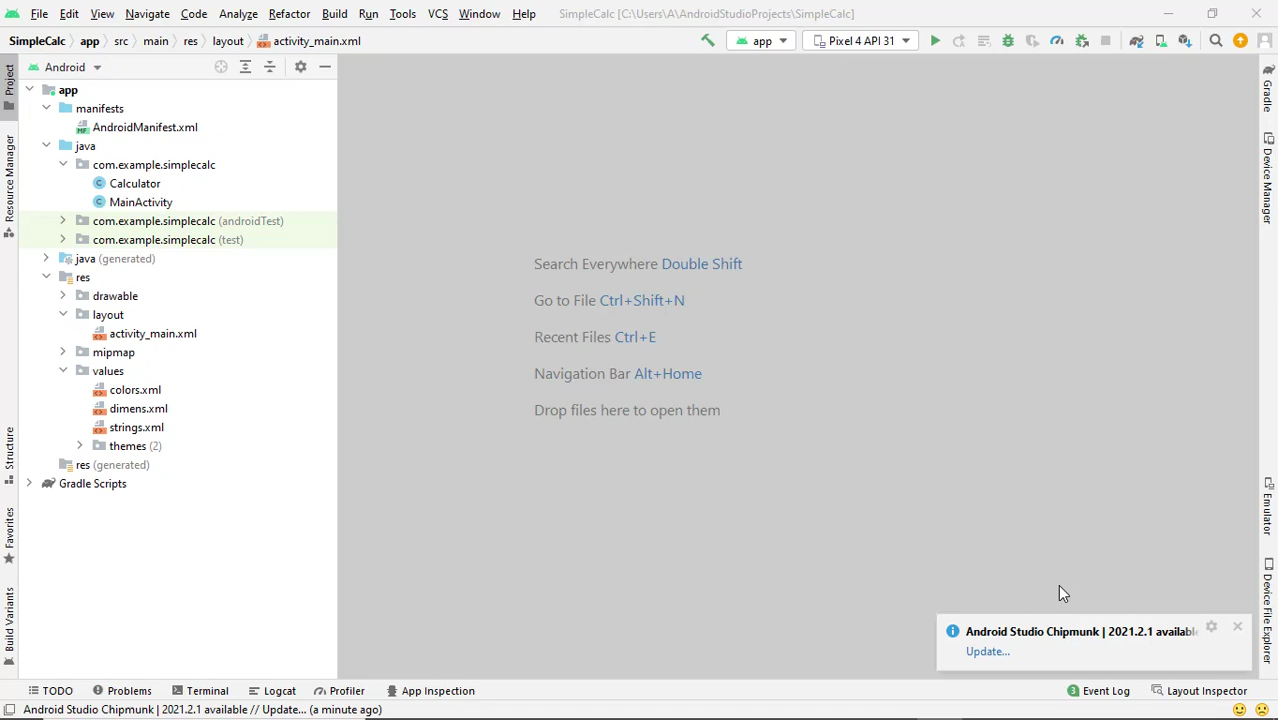 File Edit View Navigate Code Analyze Refactor Build Run Tools VCS Window Help SimpleCalc [C:\Users\A\AndroidStudioProjects\SimpleCalc]
SimpleCalc app src main res layout activity_main.xml app Pixel 4 API 31
Android
Project
Resource Manager
Structure
Favorites
Build Variants
app
manifests
AndroidManifest.xml
java
com.example.simplecalc
Calculator
MainActivity
com.example.simplecalc (androidTest)
com.example.simplecalc (test)
java (generated)
res
drawable
layout
activity_main.xml
mipmap
values
colors.xml
dimens.xml
strings.xml
themes (2)
res (generated)
Gradle Scripts
Search Everywhere Double Shift
Go to File Ctrl+Shift+N
Recent Files Ctrl+E
Navigation Bar Alt+Home
Drop files here to open them
Gradle
Device Manager
Emulator
Device File Explorer
Android Studio Chipmunk | 2021.2.1 availabl
Update...
TODO Problems Terminal Logcat Profiler App Inspection 3 Event Log Layout Inspector
Android Studio Chipmunk | 2021.2.1 available // Update... (a minute ago)